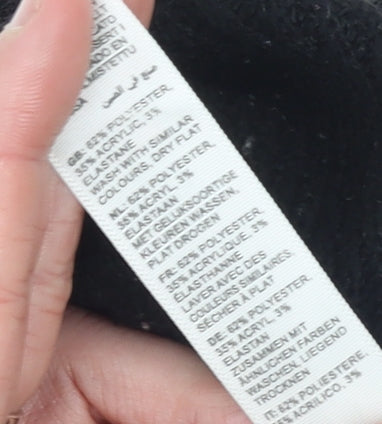 صنع في الصين
GB: 62% POLYESTER,
35% ACRYLIC, 3%
ELASTANE
WASH WITH SIMILAR
COLOURS, DRY FLAT
NL: 62% POLYESTER,
35% ACRYL, 3%
ELASTAAN
MET GELIJKSOORTIGE
KLEUREN WASSEN,
PLAT DROGEN
FR: 62% POLYESTER,
35% ACRYLIQUE, 3%
ELASTHANNE
LAVER AVEC DES
COULEURS SIMILAIRES,
SÉCHER À PLAT
DE: 62% POLYESTER,
35% ACRYL, 3%
ELASTAN
ZUSAMMEN MIT
ÄHNLICHEN FARBEN
WASCHEN, LIEGEND
TROCKNEN
IT: 62% POLIESTERE,
35% ACRILICO, 3%